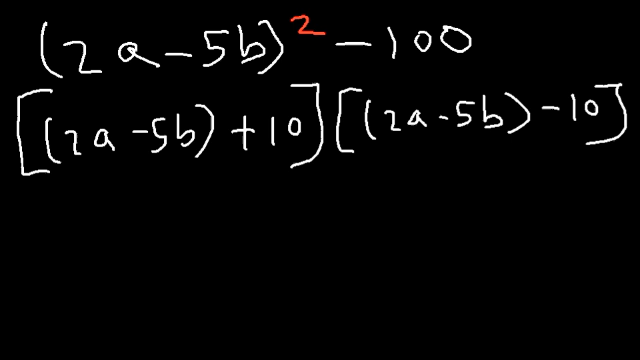 (2a - 5b)² - 100
[(2a - 5b) + 10] [(2a - 5b) - 10]